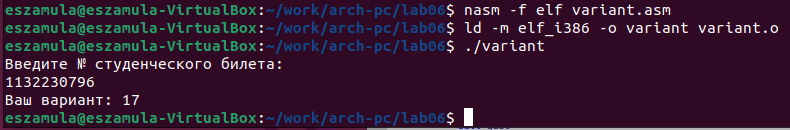 eszamula@eszamula-VirtualBox:~/work/arch-pc/lab06$ nasm -f elf variant.asm
eszamula@eszamula-VirtualBox:~/work/arch-pc/lab06$ ld -m elf_i386 -o variant variant.o
eszamula@eszamula-VirtualBox:~/work/arch-pc/lab06$ ./variant
Введите № студенческого билета:
1132230796
Ваш вариант: 17
eszamula@eszamula-VirtualBox:~/work/arch-pc/lab06$